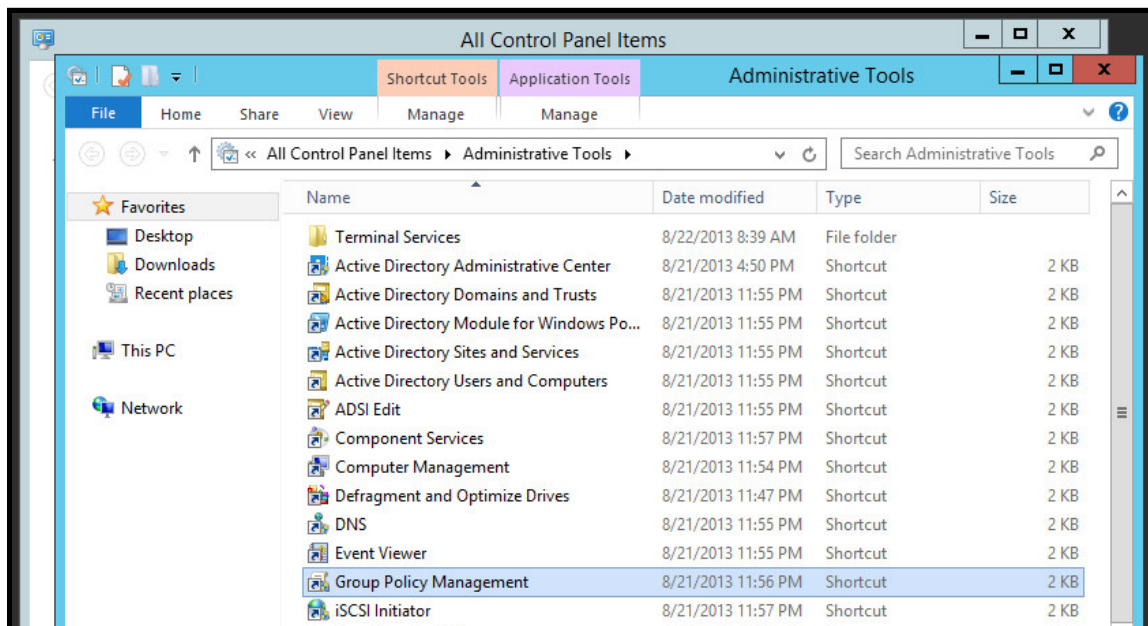 All Control Panel Items
Shortcut Tools Application Tools Administrative Tools
File Home Share View Manage Manage
« All Control Panel Items Administrative Tools Search Administrative Tools
Name Date modified Type Size
Favorites
Desktop
Downloads
Recent places
This PC
Network
Terminal Services 8/22/2013 8:39 AM File folder
Active Directory Administrative Center 8/21/2013 4:50 PM Shortcut 2 KB
Active Directory Domains and Trusts 8/21/2013 11:55 PM Shortcut 2 KB
Active Directory Module for Windows Po... 8/21/2013 11:55 PM Shortcut 2 KB
Active Directory Sites and Services 8/21/2013 11:55 PM Shortcut 2 KB
Active Directory Users and Computers 8/21/2013 11:55 PM Shortcut 2 KB
ADSI Edit 8/21/2013 11:55 PM Shortcut 2 KB
Component Services 8/21/2013 11:57 PM Shortcut 2 KB
Computer Management 8/21/2013 11:54 PM Shortcut 2 KB
Defragment and Optimize Drives 8/21/2013 11:47 PM Shortcut 2 KB
DNS 8/21/2013 11:55 PM Shortcut 2 KB
Event Viewer 8/21/2013 11:55 PM Shortcut 2 KB
Group Policy Management 8/21/2013 11:56 PM Shortcut 2 KB
iSCSI Initiator 8/21/2013 11:57 PM Shortcut 2 KB